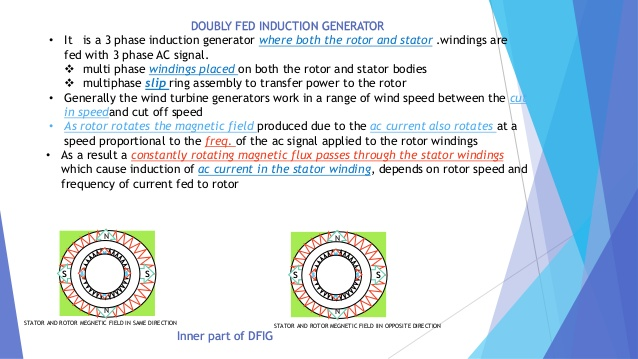 DOUBLY FED INDUCTION GENERATOR
• It is a 3 phase induction generator where both the rotor and stator .windings are
fed with 3 phase AC signal.
❖ multi phase windings placed on both the rotor and stator bodies
❖ multiphase slip ring assembly to transfer power to the rotor
• Generally the wind turbine generators work in a range of wind speed between the cut
in speedand cut off speed
• As rotor rotates the magnetic field produced due to the ac current also rotates at a
speed proportional to the freq. of the ac signal applied to the rotor windings
• As a result a constantly rotating magnetic flux passes through the stator windings
which cause induction of ac current in the stator winding, depends on rotor speed and
frequency of current fed to rotor
N
S S
N
S S
STATOR AND ROTOR MEGNETIC FIELD IN SAME DIRECTION
STATOR AND ROTOR MEGNETIC FIELD IIN OPPOSITE DIRECTION
Inner part of DFIG